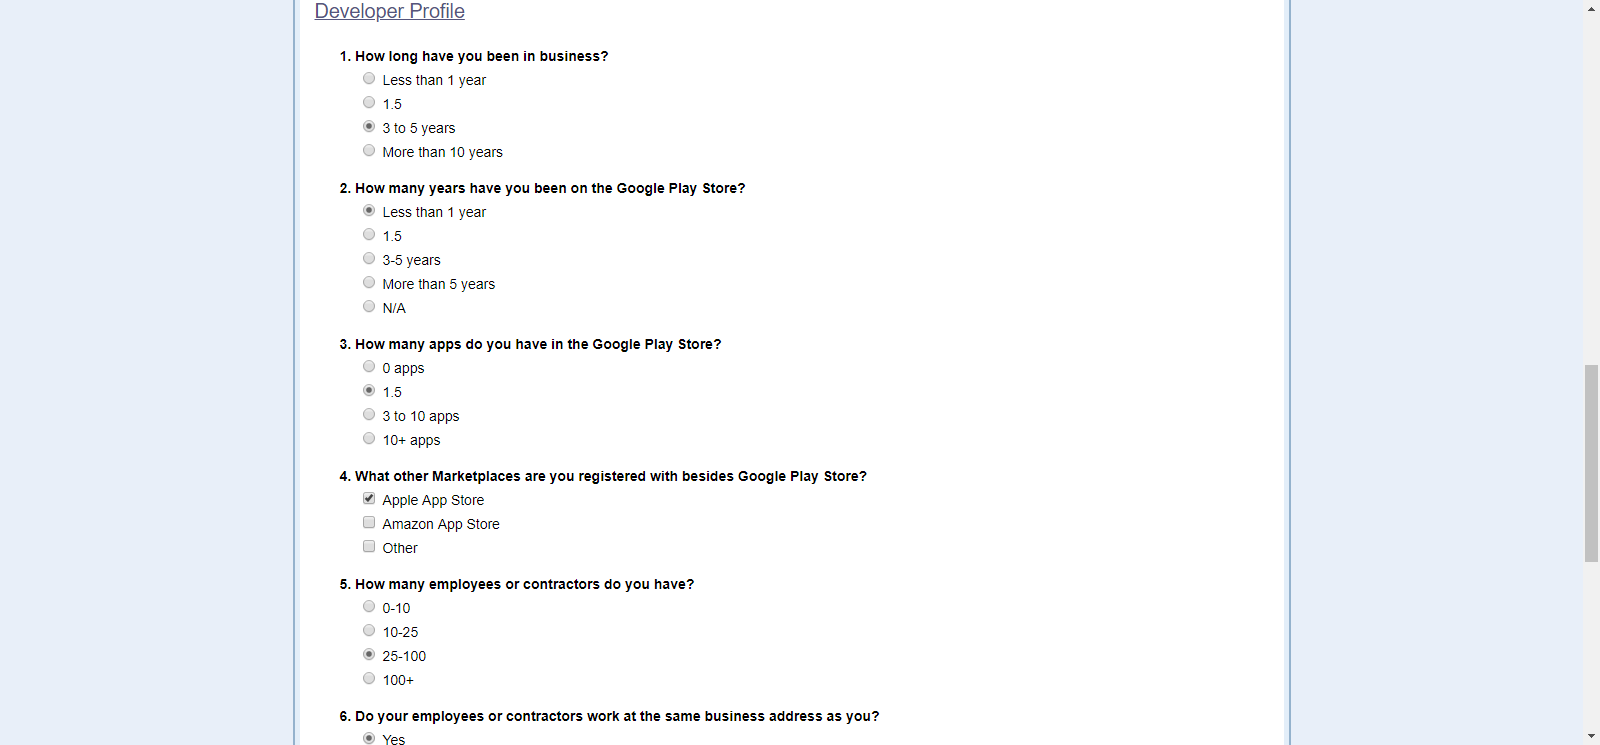 Developer Profile
1. How long have you been in business?
Less than 1 year
1.5
3 to 5 years
More than 10 years
2. How many years have you been on the Google Play Store?
Less than 1 year
1.5
3-5 years
More than 5 years
N/A
3. How many apps do you have in the Google Play Store?
0 apps
1.5
3 to 10 apps
10+ apps
4. What other Marketplaces are you registered with besides Google Play Store?
Apple App Store
Amazon App Store
Other
5. How many employees or contractors do you have?
0-10
10-25
25-100
100+
6. Do your employees or contractors work at the same business address as you?
Yes